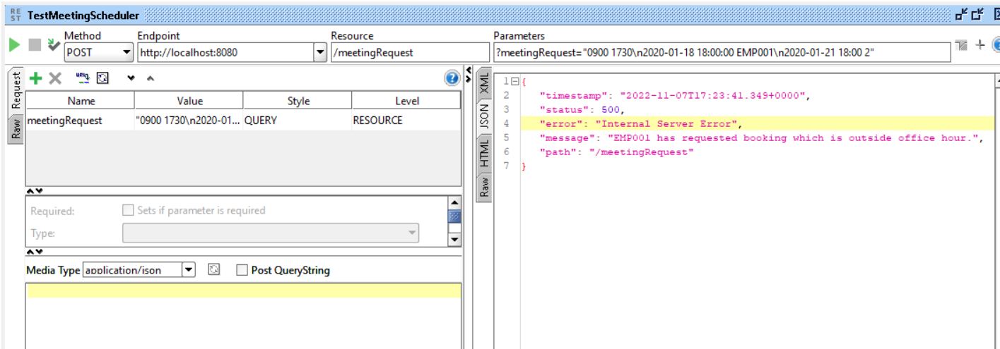 RE ST TestMeetingScheduler
Method Endpoint Resource Parameters
POST http://localhost:8080 /meetingRequest ?meetingRequest="0900 1730\n2020-01-18 18:00:00 EMP001\n2020-01-21 18:00 2"
Request
Raw
Name Value Style Level
meetingRequest "0900 1730\n2020-01... QUERY RESOURCE
Required: Sets if parameter is required
Type:
Media Type application/json Post QueryString
XML
JSON
HTML
Raw
1 {
2 "timestamp": "2022-11-07T17:23:41.349+0000",
3 "status": 500,
4 "error": "Internal Server Error",
5 "message": "EMP001 has requested booking which is outside office hour.",
6 "path": "/meetingRequest"
7 }